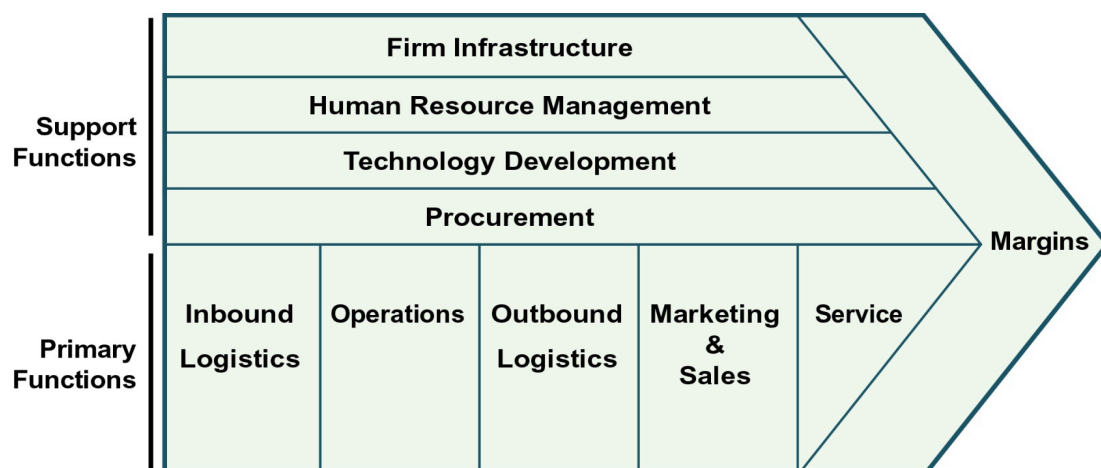 Support
Functions
Firm Infrastructure
Human Resource Management
Technology Development
Procurement
Margins
Primary
Functions
Inbound
Logistics
Operations
Outbound
Logistics
Marketing
&
Sales
Service